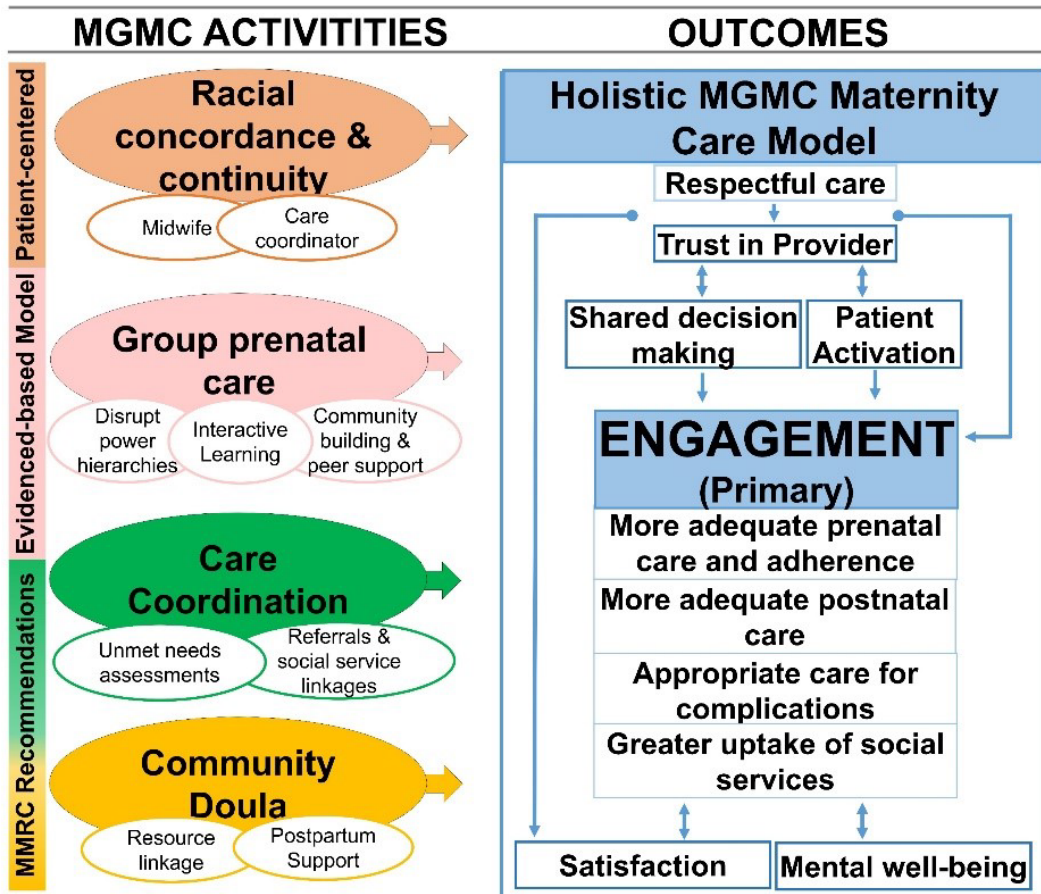 MGMC ACTIVITITIES
OUTCOMES
Patient-centered
Racial
concordance &
continuity
Midwife
Care
coordinator
Evidenced-based Model
Group prenatal
care
Disrupt
power
hierarchies
Interactive
Learning
Community
building &
peer support
MMRC Recommendations
Care
Coordination
Unmet needs
assessments
Referrals &
social service
linkages
Community
Doula
Resource
linkage
Postpartum
Support
Holistic MGMC Maternity
Care Model
Respectful care
Trust in Provider
Shared decision
making
Patient
Activation
ENGAGEMENT
(Primary)
More adequate prenatal
care and adherence
More adequate postnatal
care
Appropriate care for
complications
Greater uptake of social
services
Satisfaction
Mental well-being